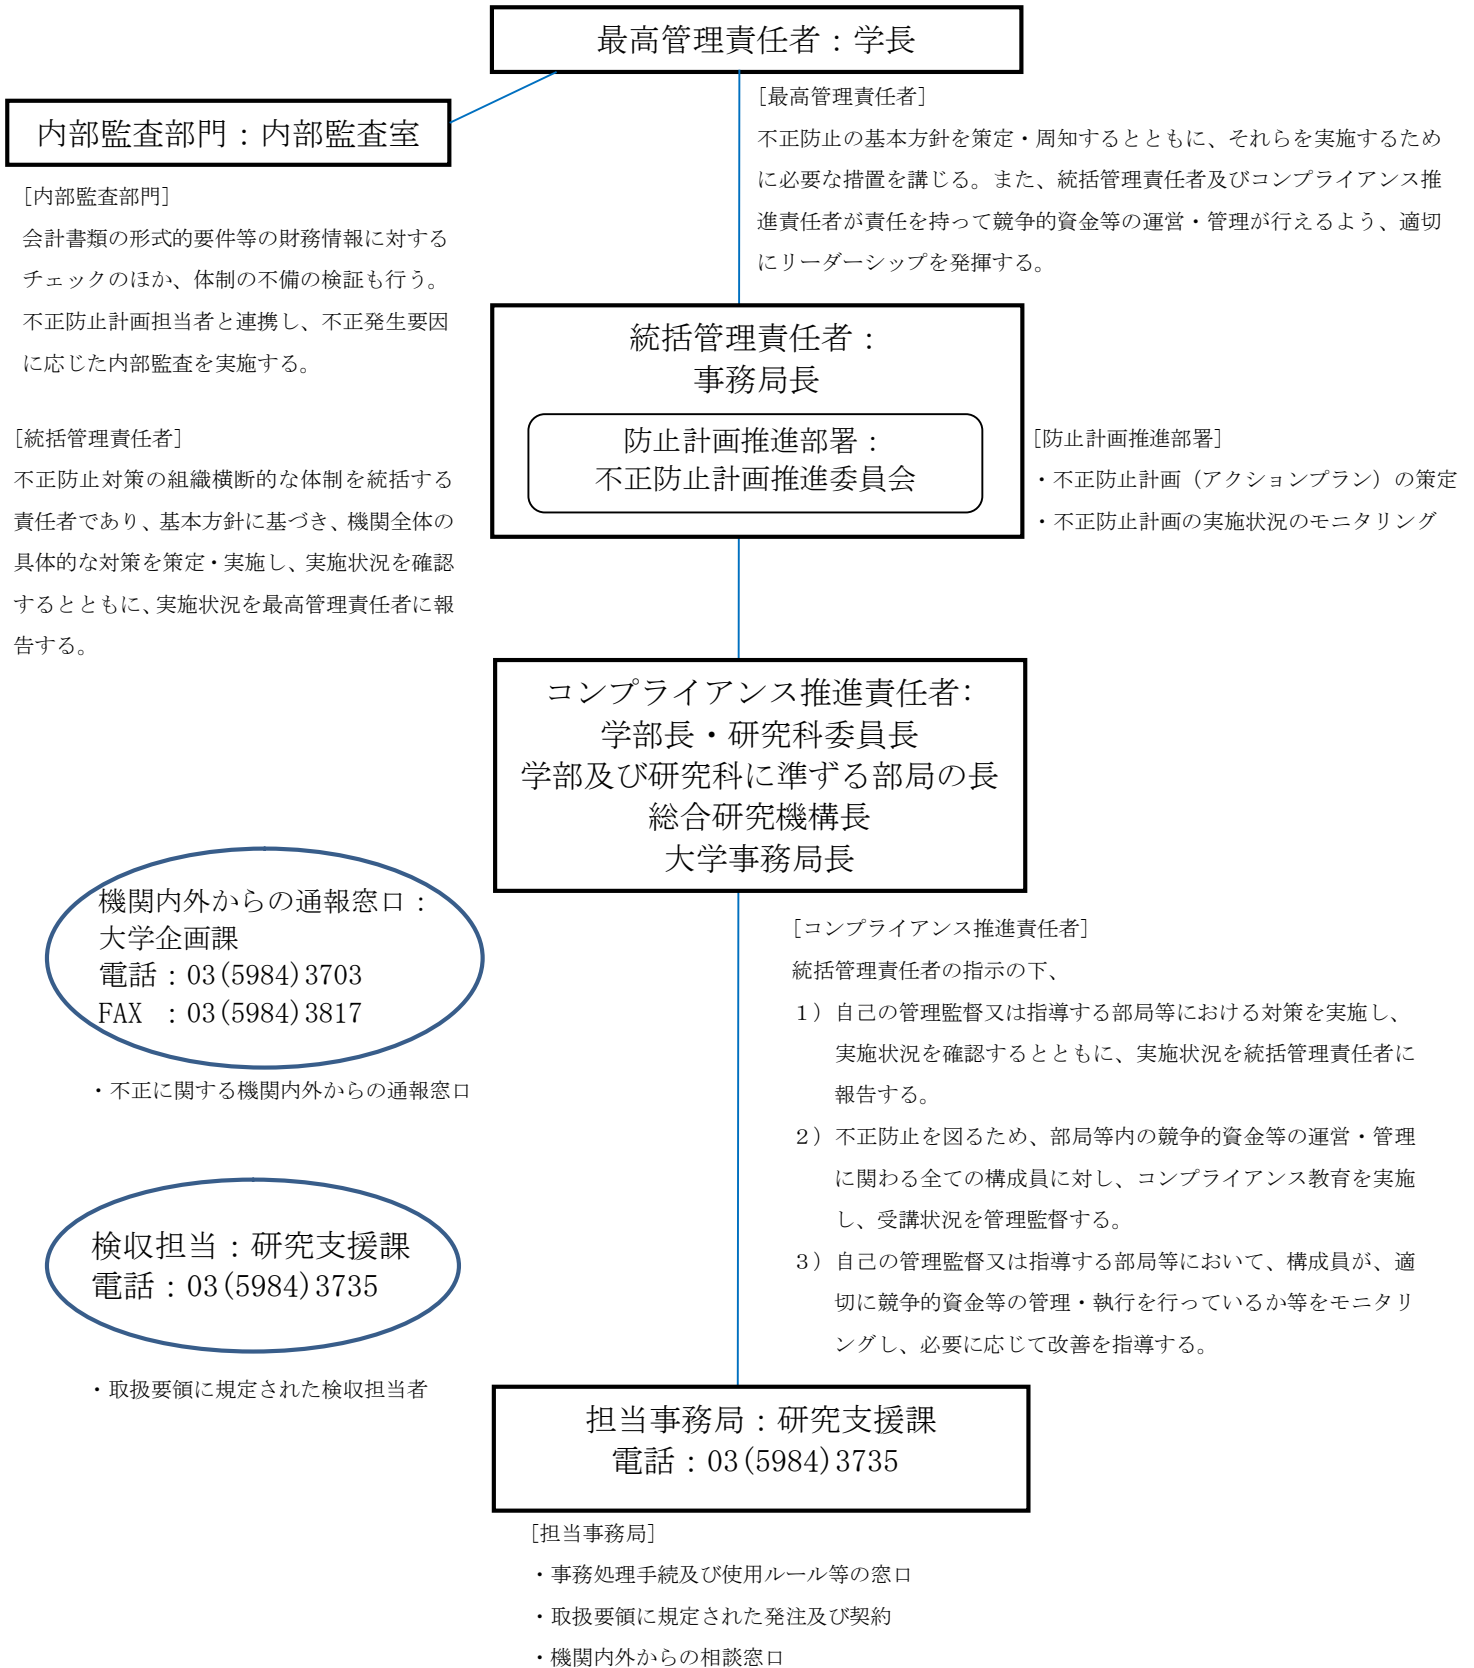 最高管理責任者：学長
内部監査部門：内部監査室
[最高管理責任者]
不正防止の基本方針を策定・周知するとともに、それらを実施するため
に必要な措置を講じる。また、統括管理責任者及びコンプライアンス推
進責任者が責任を持って競争的資金等の運営・管理が行えるよう、適切
にリーダーシップを発揮する。
[内部監査部門]
会計書類の形式的要件等の財務情報に対する
チェックのほか、体制の不備の検証も行う。
不正防止計画担当者と連携し、不正発生要因
に応じた内部監査を実施する。
統括管理責任者：
事務局長
防止計画推進部署：
不正防止計画推進委員会
[統括管理責任者]
不正防止対策の組織横断的な体制を統括する
責任者であり、基本方針に基づき、機関全体の
具体的な対策を策定・実施し、実施状況を確認
するとともに、実施状況を最高管理責任者に報
告する。
[防止計画推進部署]
・不正防止計画（アクションプラン）の策定
・不正防止計画の実施状況のモニタリング
コンプライアンス推進責任者：
学部長・研究科委員長
学部及び研究科に準ずる部局の長
総合研究機構長
大学事務局長
機関内外からの通報窓口：
大学企画課
電話：03(5984)3703
FAX ：03(5984)3817
・不正に関する機関内外からの通報窓口
[コンプライアンス推進責任者]
統括管理責任者の指示の下、
１）自己の管理監督又は指導する部局等における対策を実施し、
実施状況を確認するとともに、実施状況を統括管理責任者に
報告する。
２）不正防止を図るため、部局等内の競争的資金等の運営・管理
に関わる全ての構成員に対し、コンプライアンス教育を実施
し、受講状況を管理監督する。
３）自己の管理監督又は指導する部局等において、構成員が、適
切に競争的資金等の管理・執行を行っているか等をモニタリ
ングし、必要に応じて改善を指導する。
検収担当：研究支援課
電話：03(5984)3735
・取扱要領に規定された検収担当者
担当事務局：研究支援課
電話：03(5984)3735
[担当事務局]
・事務処理手続及び使用ルール等の窓口
・取扱要領に規定された発注及び契約
・機関内外からの相談窓口